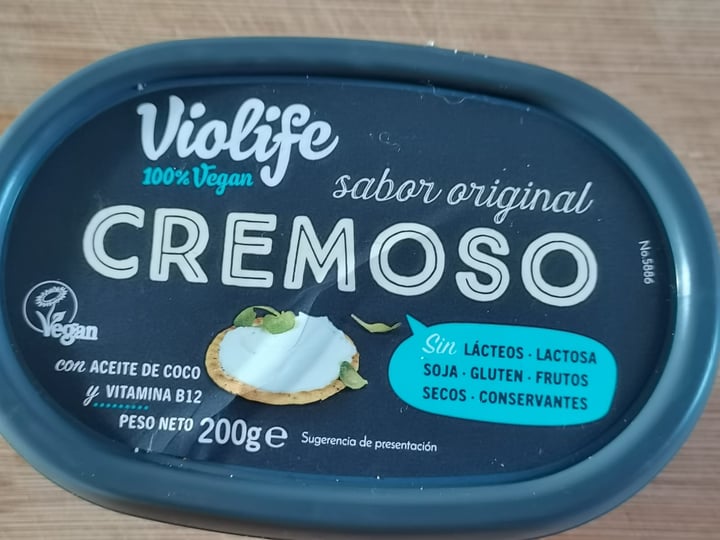 Violife
100% Vegan
sabor original
CREMOSO
No.5886
Vegan
con ACEITE DE COCO
y VITAMINA B12
PESO NETO 200g e
Sugerencia de presentación
Sin LÁCTEOS · LACTOSA
SOJA · GLUTEN · FRUTOS
SECOS · CONSERVANTES